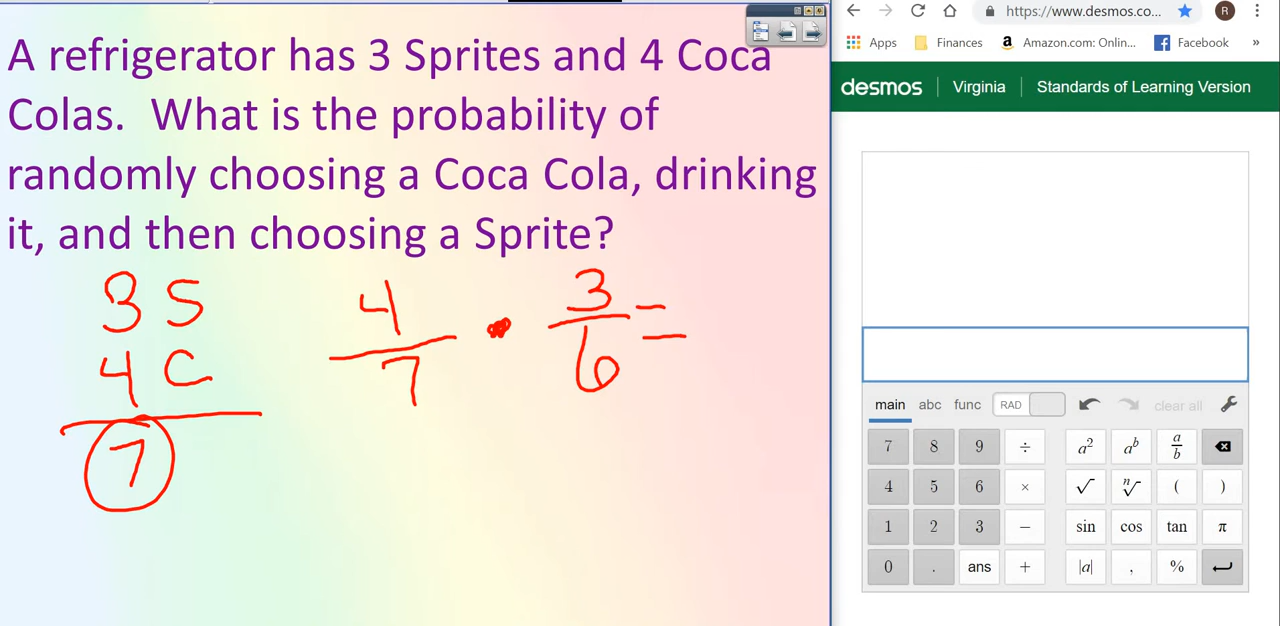 A refrigerator has 3 Sprites and 4 Coca
Colas. What is the probability of
randomly choosing a Coca Cola, drinking
it, and then choosing a Sprite?
3 S
4 C
7
4/7 • 3/6 =
https://www.desmos.co...
R
Apps Finances Amazon.com: Onlin... Facebook »
desmos Virginia Standards of Learning Version
main abc func RAD clear all
7 8 9 ÷ a² aᵇ a/b
4 5 6 × √ ⁿ√ ( )
1 2 3 − sin cos tan π
0 . ans + |a| , %